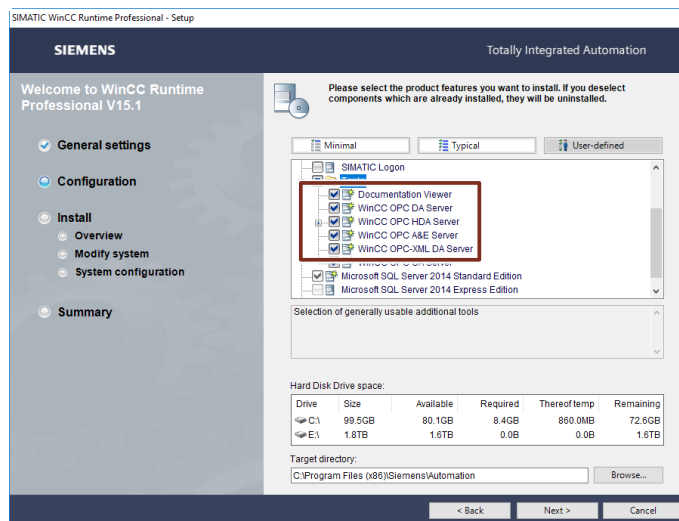 SIMATIC WinCC Runtime Professional - Setup
SIEMENS
Totally Integrated Automation
Welcome to WinCC Runtime
Professional V15.1
General settings
Configuration
Install
Overview
Modify system
System configuration
Summary
Please select the product features you want to install. If you deselect
components which are already installed, they will be uninstalled.
Minimal
Typical
User-defined
SIMATIC Logon
Documentation Viewer
WinCC OPC DA Server
WinCC OPC HDA Server
WinCC OPC A&E Server
WinCC OPC-XML DA Server
Microsoft SQL Server 2014 Standard Edition
Microsoft SQL Server 2014 Express Edition
Selection of generally usable additional tools
Hard Disk Drive space:
Drive Size Available Required Thereof temp Remaining
C:\ 99.5GB 80.1GB 8.4GB 860.0MB 72.6GB
E:\ 1.8TB 1.6TB 0.0B 0.0B 1.6TB
Target directory:
C:\Program Files (x86)\Siemens\Automation
Browse...
< Back
Next >
Cancel